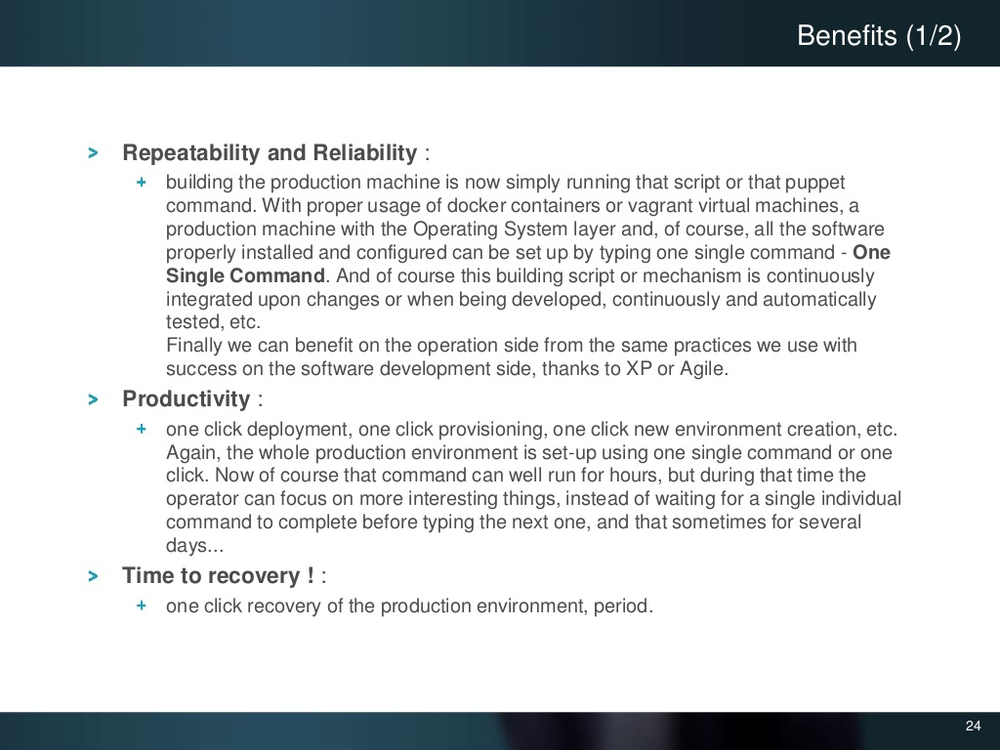 Benefits (1/2)
> Repeatability and Reliability :
+ building the production machine is now simply running that script or that puppet
command. With proper usage of docker containers or vagrant virtual machines, a
production machine with the Operating System layer and, of course, all the software
properly installed and configured can be set up by typing one single command - One
Single Command. And of course this building script or mechanism is continuously
integrated upon changes or when being developed, continuously and automatically
tested, etc.
Finally we can benefit on the operation side from the same practices we use with
success on the software development side, thanks to XP or Agile.
> Productivity :
+ one click deployment, one click provisioning, one click new environment creation, etc.
Again, the whole production environment is set-up using one single command or one
click. Now of course that command can well run for hours, but during that time the
operator can focus on more interesting things, instead of waiting for a single individual
command to complete before typing the next one, and that sometimes for several
days...
> Time to recovery ! :
+ one click recovery of the production environment, period.
24